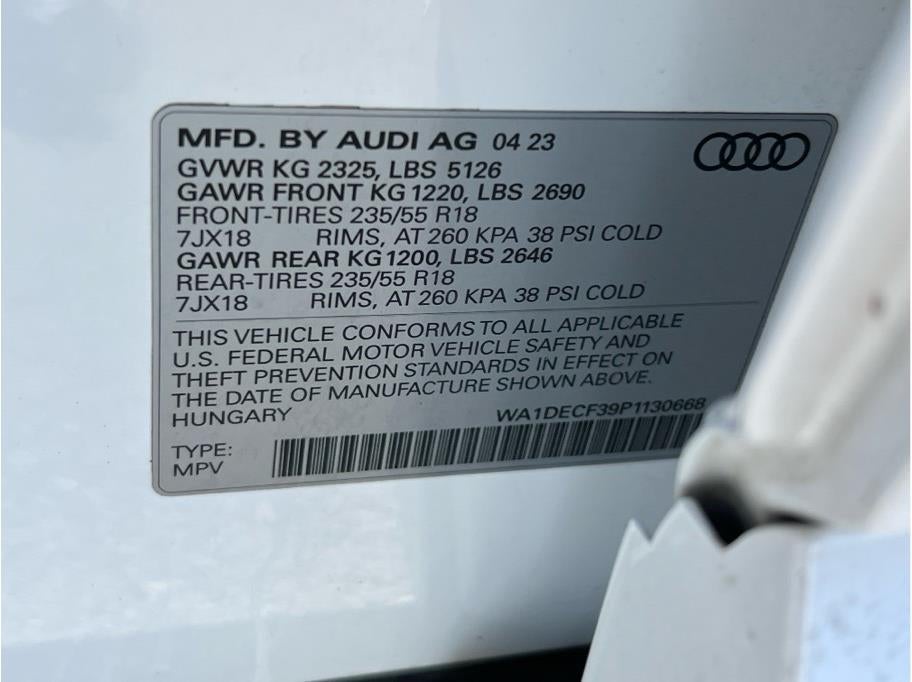 MFD. BY AUDI AG 04 23
GVWR KG 2325, LBS 5126
GAWR FRONT KG 1220, LBS 2690
FRONT-TIRES 235/55 R18
7JX18 RIMS, AT 260 KPA 38 PSI COLD
GAWR REAR KG 1200, LBS 2646
REAR-TIRES 235/55 R18
7JX18 RIMS, AT 260 KPA 38 PSI COLD
THIS VEHICLE CONFORMS TO ALL APPLICABLE
U.S. FEDERAL MOTOR VEHICLE SAFETY AND
THEFT PREVENTION STANDARDS IN EFFECT ON
THE DATE OF MANUFACTURE SHOWN ABOVE.
HUNGARY WA1DECF39P1130668
TYPE:
MPV